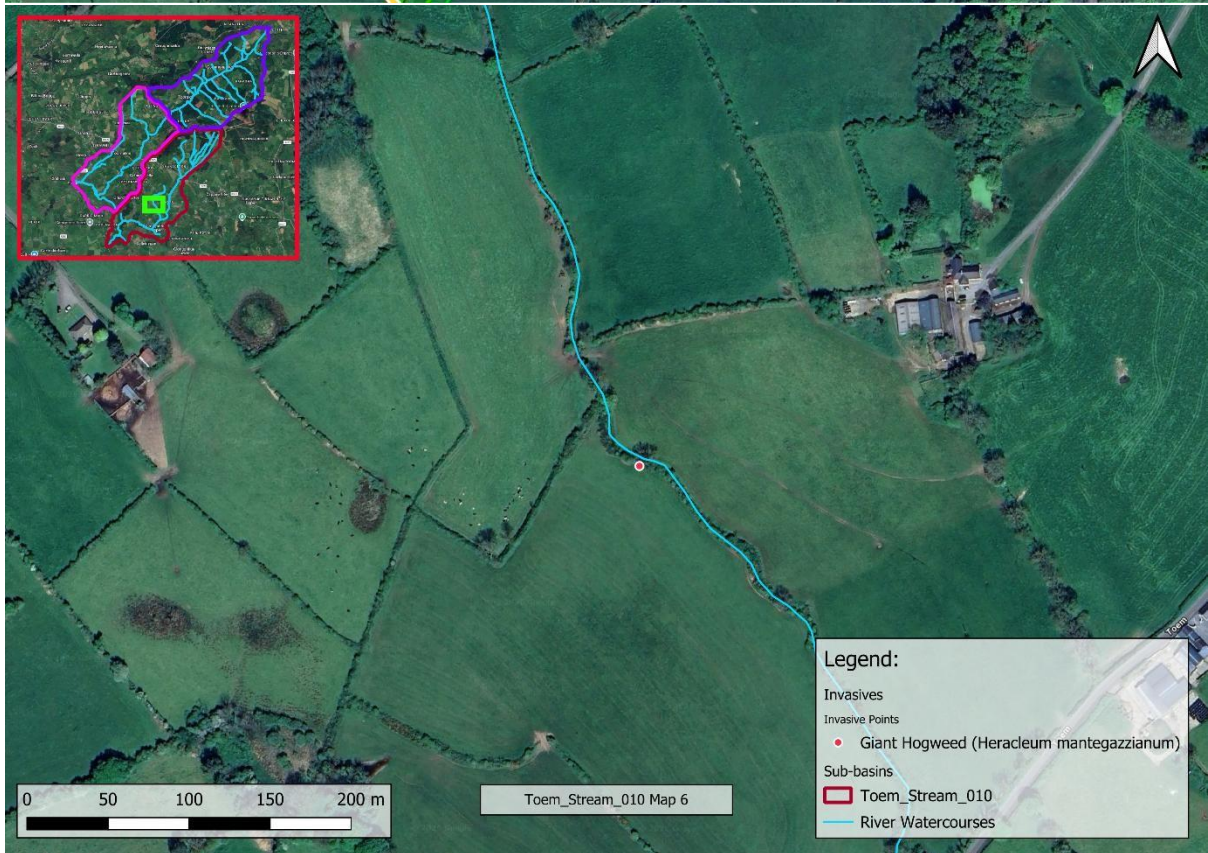 Toem
Legend:
Invasives
Invasive Points
Giant Hogweed (Heracleum mantegazzianum)
Sub-basins
Toem_Stream_010
River Watercourses
0 50 100 150 200 m
Toem_Stream_010 Map 6